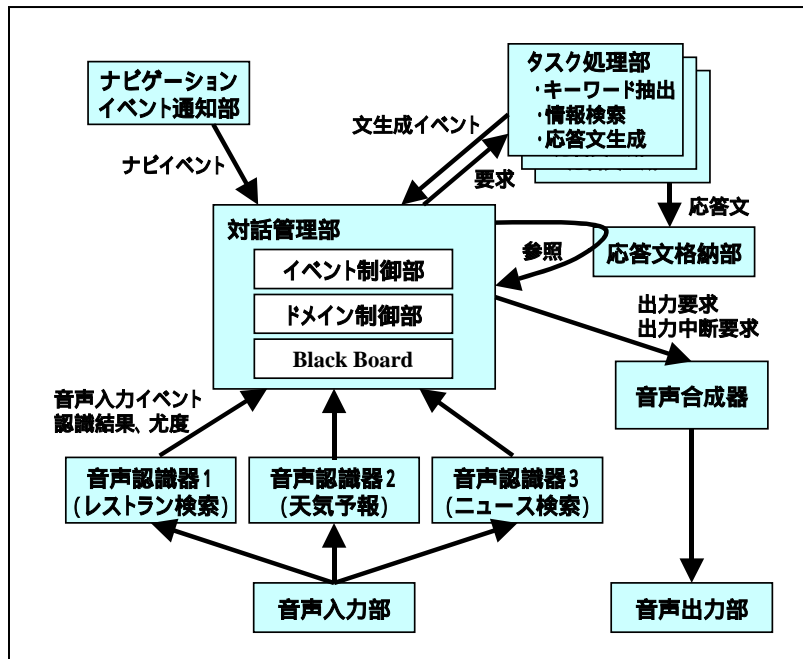 ナビゲーション
イベント通知部
タスク処理部
・キーワード抽出
・情報検索
・応答文生成
文生成イベント
ナビイベント
要求
応答文
対話管理部
参照
応答文格納部
イベント制御部
ドメイン制御部
Black Board
出力要求
出力中断要求
音声合成器
音声入力イベント
認識結果、尤度
音声認識器1
(レストラン検索)
音声認識器2
(天気予報)
音声認識器3
(ニュース検索)
音声入力部
音声出力部